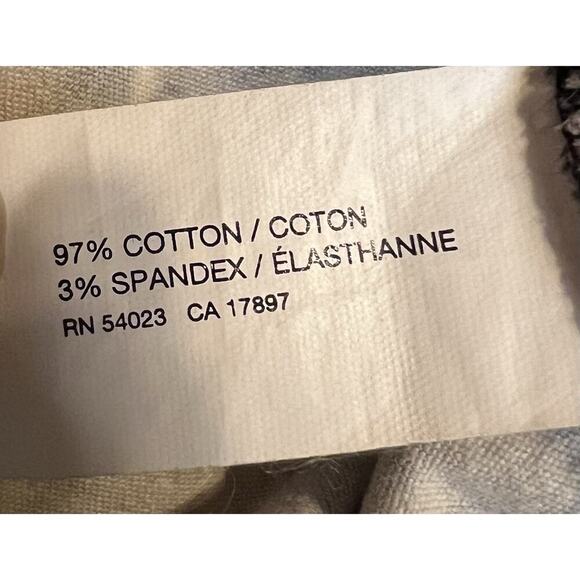 97% COTTON / COTON
3% SPANDEX / ÉLASTHANNE
RN 54023 CA 17897